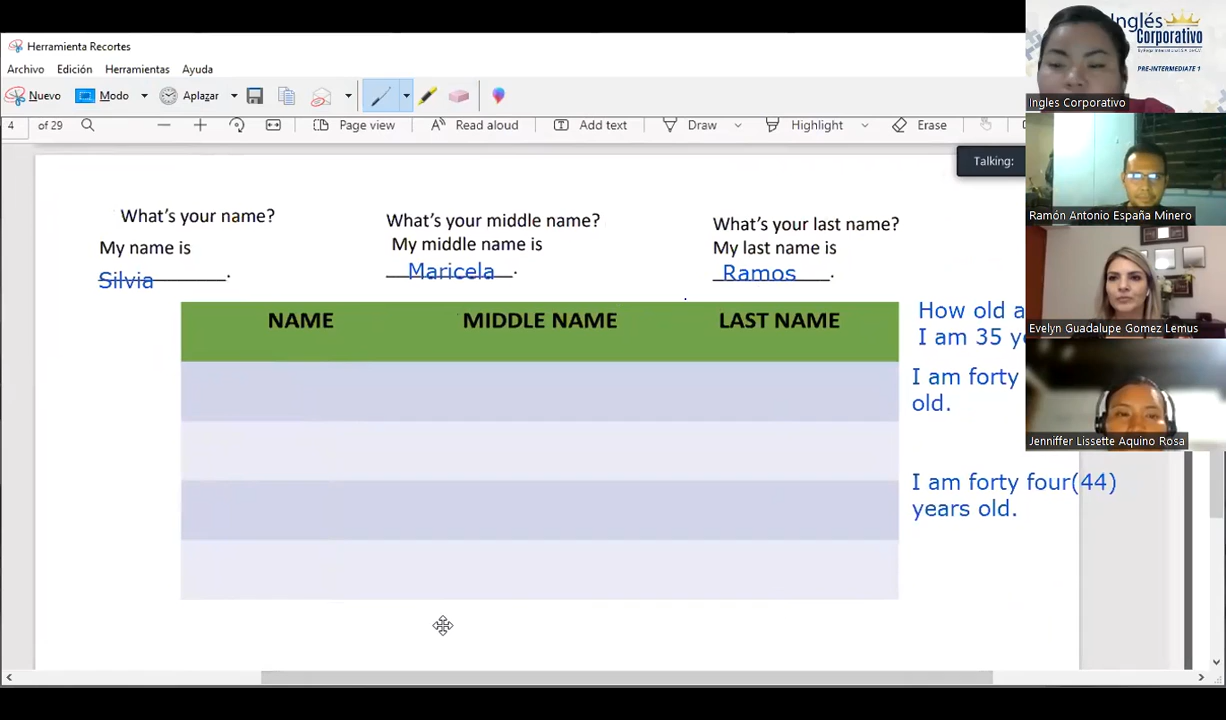 Herramienta Recortes
Archivo Edición Herramientas Ayuda
Nuevo Modo Aplazar
4 of 29 Page view Read aloud Add text Draw Highlight Erase
Talking:
What's your name?
My name is
Silvia.
What's your middle name?
My middle name is
Maricela.
What's your last name?
My last name is
Ramos.
NAME MIDDLE NAME LAST NAME
How old a
I am 35 ye
I am forty
old.
I am forty four(44)
years old.
Inglés
Corporativo
PRE-INTERMEDIATE 1
Ingles Corporativo
Ramón Antonio España Minero
Evelyn Guadalupe Gomez Lemus
Jenniffer Lissette Aquino Rosa